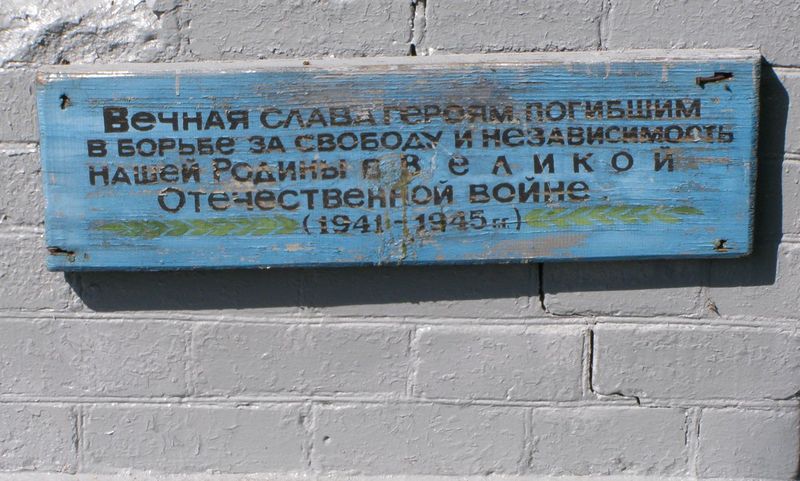 Вечная слава героям, погибшим
в борьбе за свободу и независимость
нашей Родины в Великой
Отечественной войне.
(1941-1945 гг.)